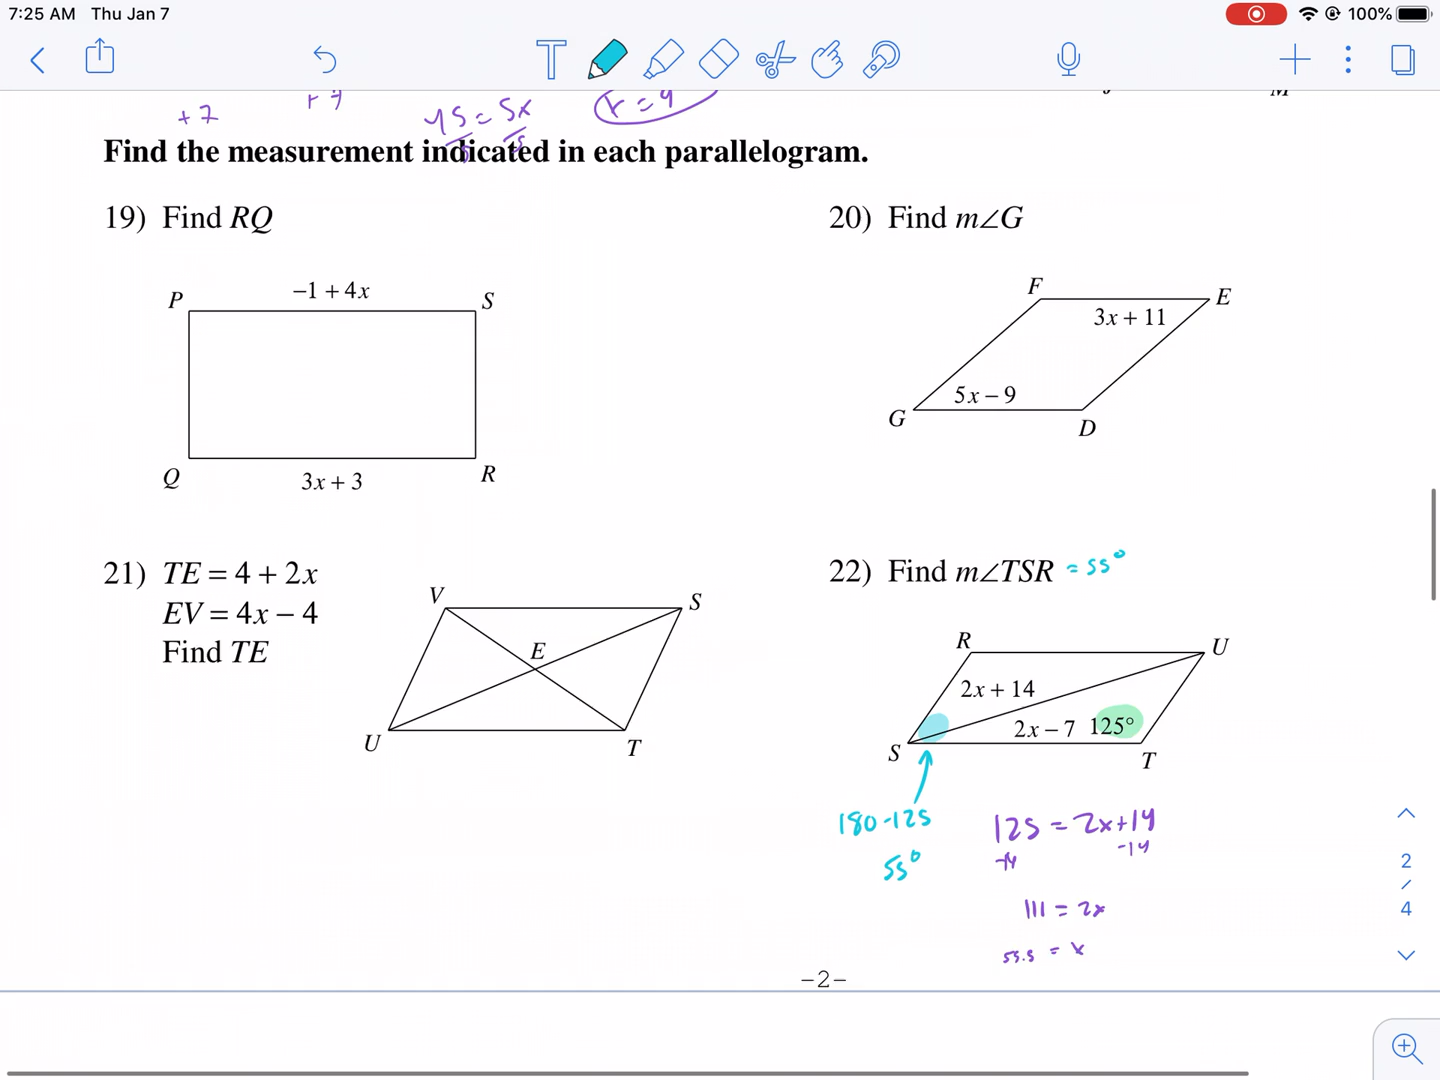 7:25 AM Thu Jan 7
100%
T
+7
+7
45 = 5x
5 5
x = 9
M
Find the measurement indicated in each parallelogram.
19) Find RQ
P
−1 + 4x
S
Q
3x + 3
R
20) Find m∠G
F
E
3x + 11
5x − 9
G
D
21) TE = 4 + 2x
EV = 4x − 4
Find TE
V
S
E
U
T
22) Find m∠TSR = 55°
R
U
2x + 14
2x − 7 125°
S
T
180-125
55°
125 = 2x+14
-14 -14
111 = 2x
55.5 = x
2
/
4
-2-